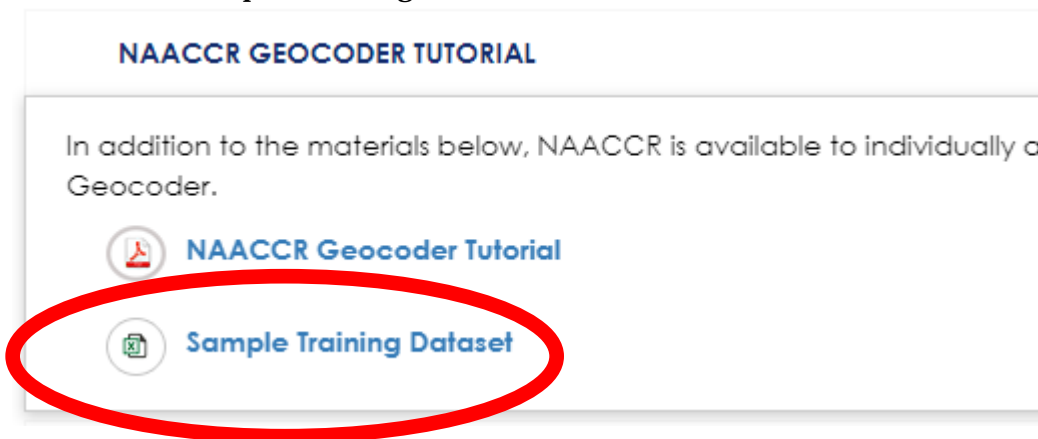 NAACCR GEOCODER TUTORIAL
In addition to the materials below, NAACCR is available to individually
Geocoder.
NAACCR Geocoder Tutorial
Sample Training Dataset